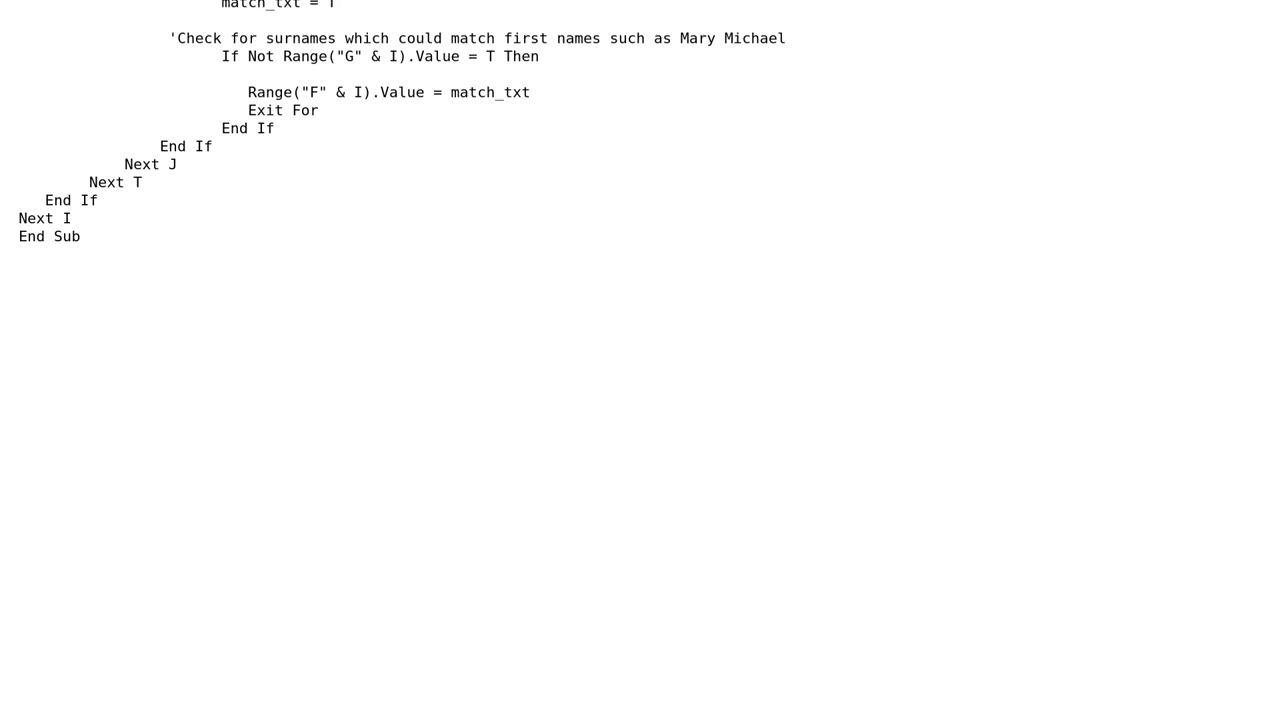 match_txt = T
'Check for surnames which could match first names such as Mary Michael
If Not Range("G" & I).Value = T Then
Range("F" & I).Value = match_txt
Exit For
End If
End If
Next J
Next T
End If
Next I
End Sub